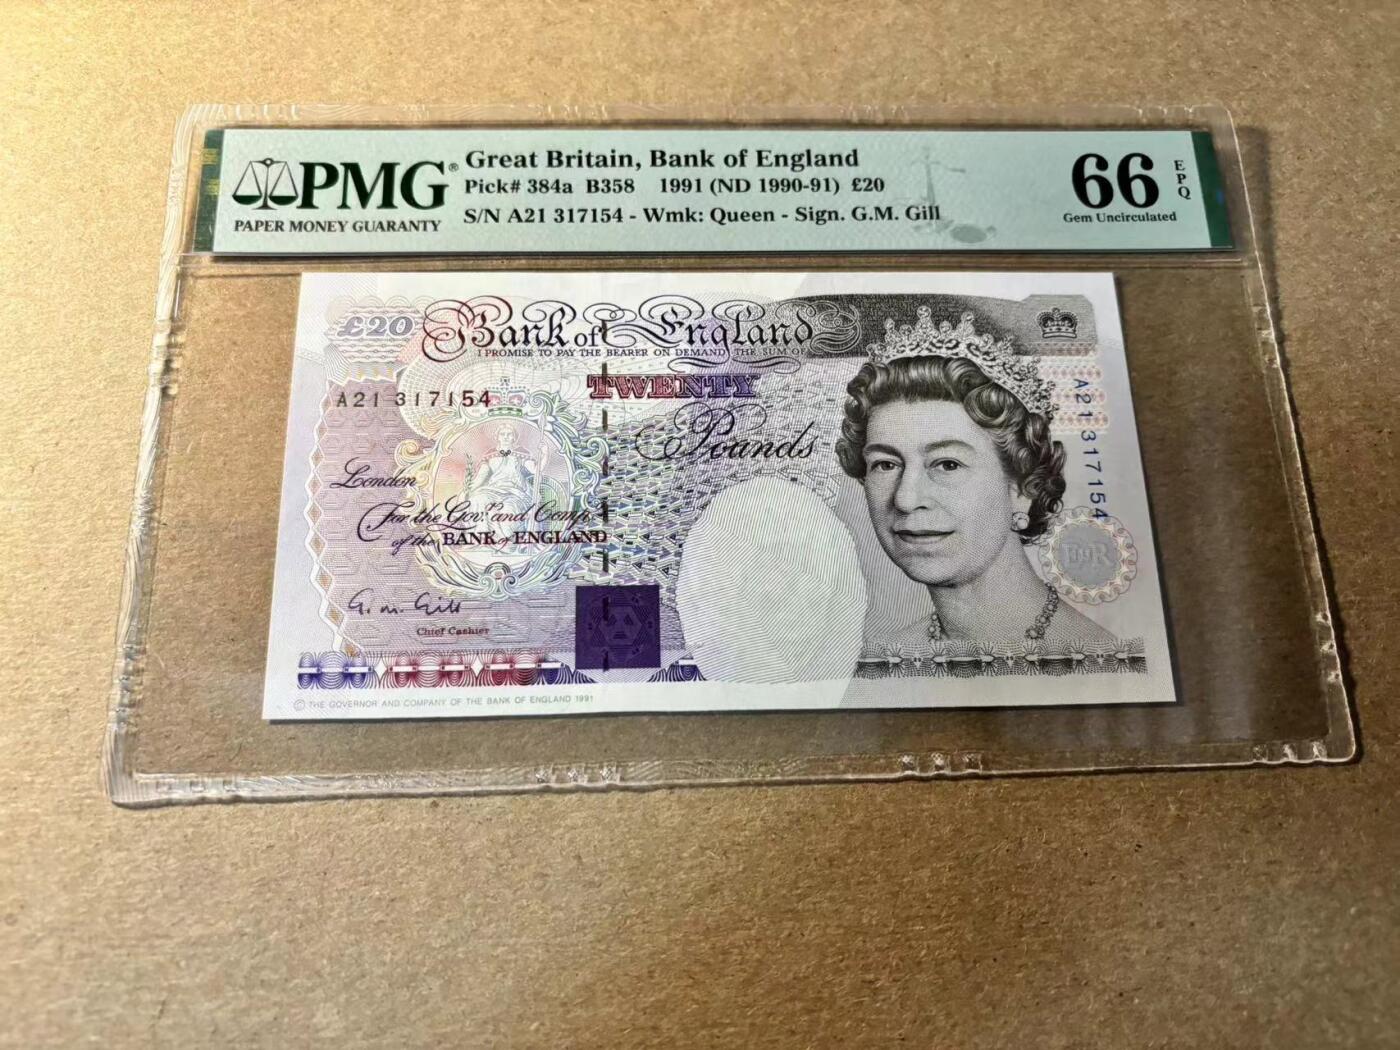 PMG®
PAPER MONEY GUARANTY
Great Britain, Bank of England
Pick# 384a B358 1991 (ND 1990-91) £20
S/N A21 317154 - Wmk: Queen - Sign. G.M. Gill
66
EPQ
Gem Uncirculated
£20
Bank of England
I PROMISE TO PAY THE BEARER ON DEMAND THE SUM OF
TWENTY
Pounds
A21 317154
A21 317154
London
For the Govr. and Compa.
of the BANK of ENGLAND
G. M. Gill
Chief Cashier
EIIR
© THE GOVERNOR AND COMPANY OF THE BANK OF ENGLAND 1991